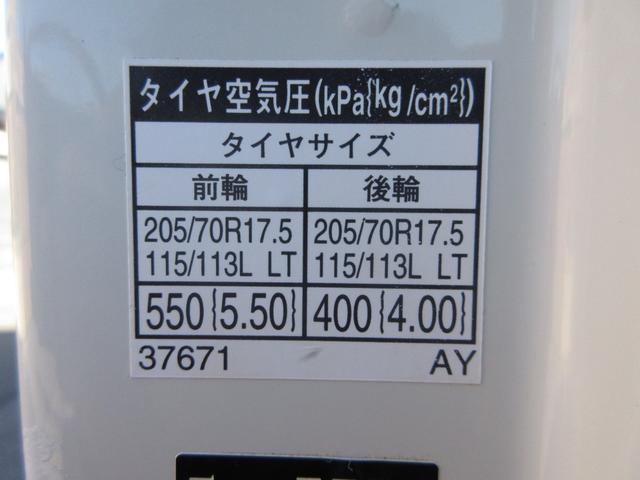 タイヤ空気圧(kPa{kg/cm²})
タイヤサイズ
前輪 後輪
205/70R17.5 205/70R17.5
115/113L LT 115/113L LT
550{5.50} 400{4.00}
37671 AY